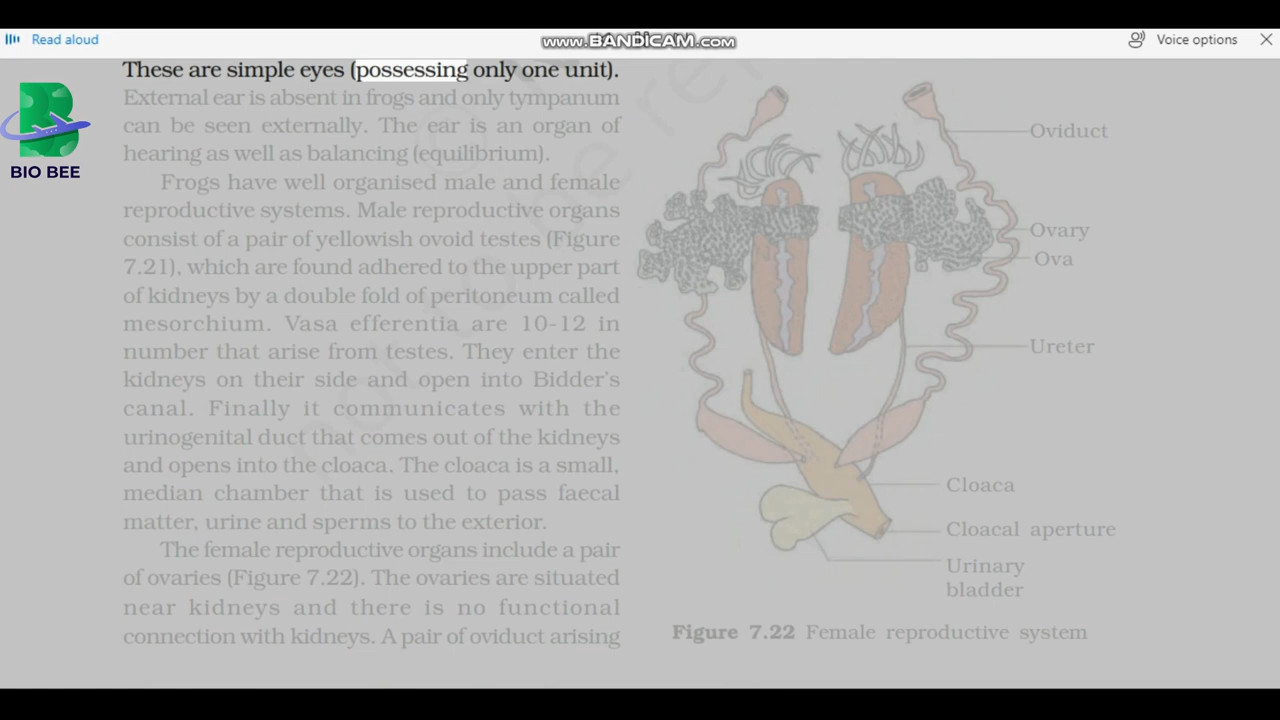 Read aloud
www.BANDICAM.com
Voice options
BIO BEE
These are simple eyes (possessing only one unit).
External ear is absent in frogs and only tympanum
can be seen externally. The ear is an organ of
hearing as well as balancing (equilibrium).
Frogs have well organised male and female
reproductive systems. Male reproductive organs
consist of a pair of yellowish ovoid testes (Figure
7.21), which are found adhered to the upper part
of kidneys by a double fold of peritoneum called
mesorchium. Vasa efferentia are 10-12 in
number that arise from testes. They enter the
kidneys on their side and open into Bidder's
canal. Finally it communicates with the
urinogenital duct that comes out of the kidneys
and opens into the cloaca. The cloaca is a small,
median chamber that is used to pass faecal
matter, urine and sperms to the exterior.
The female reproductive organs include a pair
of ovaries (Figure 7.22). The ovaries are situated
near kidneys and there is no functional
connection with kidneys. A pair of oviduct arising
Oviduct
Ovary
Ova
Ureter
Cloaca
Cloacal aperture
Urinary
bladder
Figure 7.22 Female reproductive system